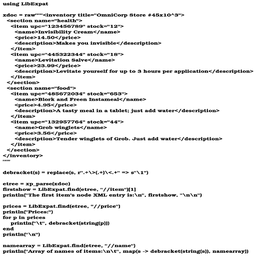 using LibExpat

xdoc = raw"""<inventory title="OmniCorp Store #45x10^3">
  <section name="health">
    <item upc="123456789" stock="12">
      <name>Invisibility Cream</name>
      <price>14.50</price>
      <description>Makes you invisible</description>
    </item>
    <item upc="445322344" stock="18">
      <name>Levitation Salve</name>
      <price>23.99</price>
      <description>Levitate yourself for up to 3 hours per application</description>
    </item>
  </section>
  <section name="food">
    <item upc="485672034" stock="653">
      <name>Blork and Freen Instameal</name>
      <price>4.95</price>
      <description>A tasty meal in a tablet; just add water</description>
    </item>
    <item upc="132957764" stock="44">
      <name>Grob winglets</name>
      <price>3.56</price>
      <description>Tender winglets of Grob. Just add water</description>
    </item>
  </section>
</inventory>
"""

debracket(s) = replace(s, r".+\>(.+)\<.+" => s"\1")

etree = xp_parse(xdoc)
firstshow = LibExpat.find(etree, "//item")[1]
println("The first item's node XML entry is:\n", firstshow, "\n\n")

prices = LibExpat.find(etree, "//price")
println("Prices:")
for p in prices
    println("\t", debracket(string(p)))
end
println("\n")

namearray = LibExpat.find(etree, "//name")
println("Array of names of items:\n\t", map(s -> debracket(string(s)), namearray))